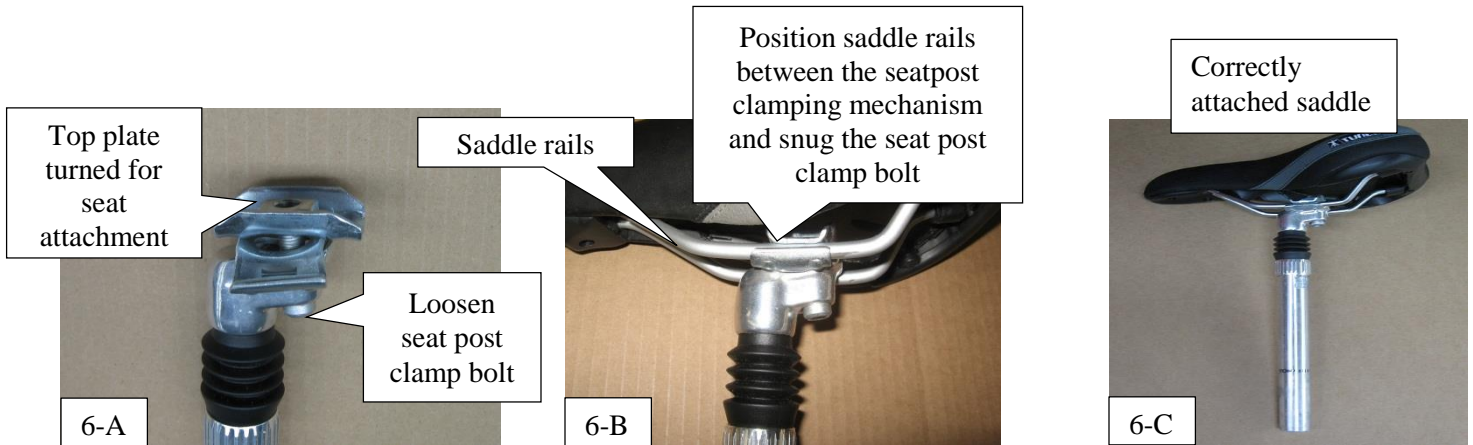 Top plate
turned for
seat
attachment
Loosen
seat post
clamp bolt
6-A
Saddle rails
Position saddle rails
between the seatpost
clamping mechanism
and snug the seat post
clamp bolt
6-B
Correctly
attached saddle
6-C